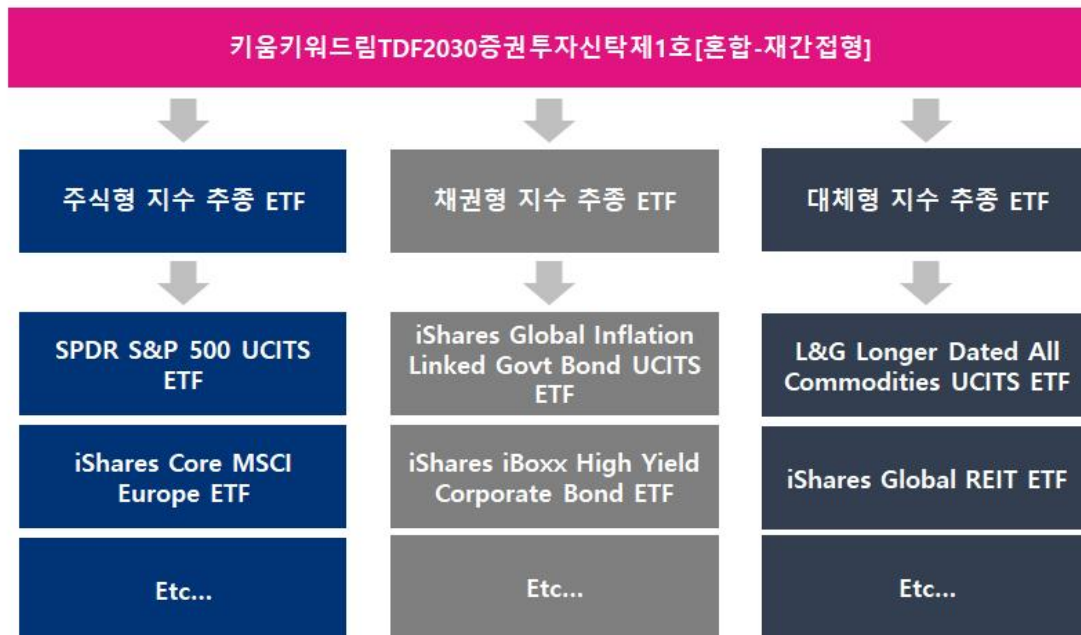 키움키워드림TDF2030증권투자신탁제1호[혼합-재간접형]
주식형 지수 추종 ETF
채권형 지수 추종 ETF
대체형 지수 추종 ETF
SPDR S&P 500 UCITS
ETF
iShares Global Inflation
Linked Govt Bond UCITS
ETF
L&G Longer Dated All
Commodities UCITS ETF
iShares Core MSCI
Europe ETF
iShares iBoxx High Yield
Corporate Bond ETF
iShares Global REIT ETF
Etc...
Etc...
Etc...